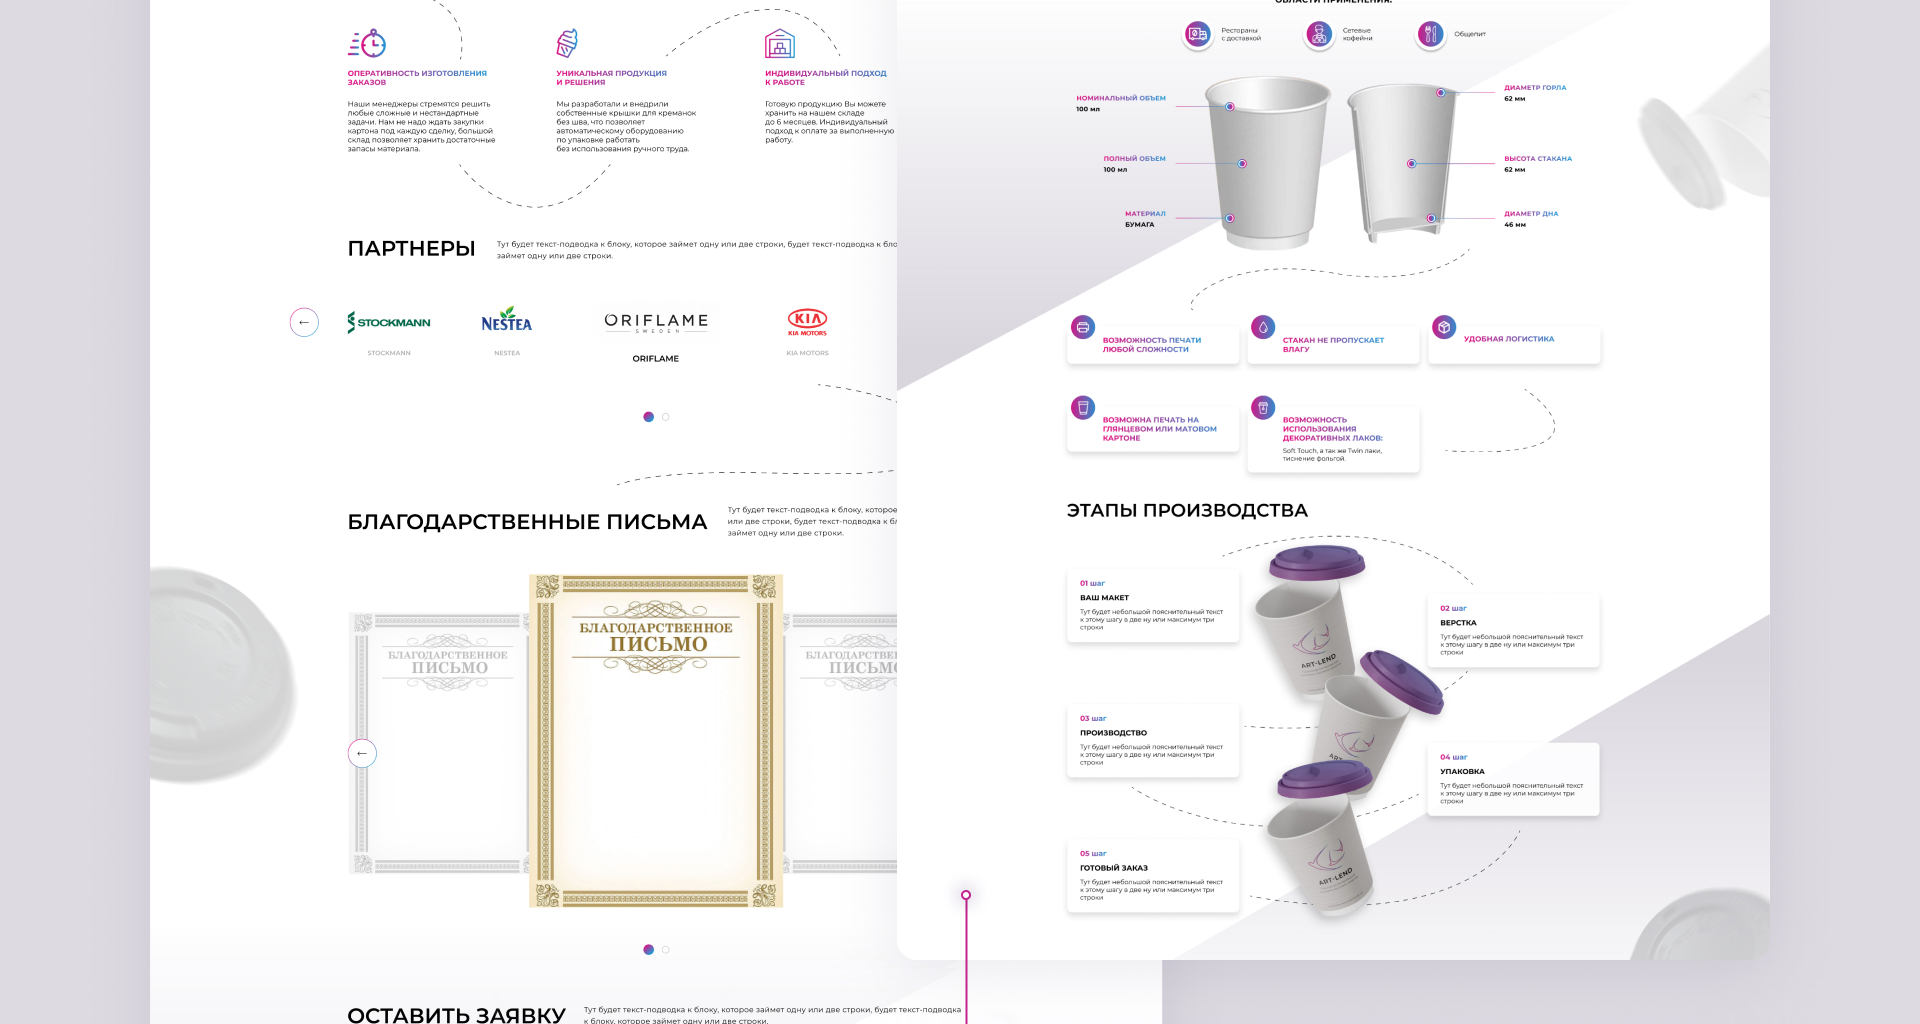 ОПЕРАТИВНОСТЬ ИЗГОТОВЛЕНИЯ
ЗАКАЗОВ
Наши менеджеры стремятся решить
любые сложные и нестандартные
задачи. Нам не надо ждать закупки
картона под каждую сделку, большой
склад позволяет хранить достаточные
запасы материала.
УНИКАЛЬНАЯ ПРОДУКЦИЯ
И РЕШЕНИЯ
Мы разработали и внедрили
собственные крышки для креманок
без шва, что позволяет
автоматическому оборудованию
по упаковке работать
без использования ручного труда.
ИНДИВИДУАЛЬНЫЙ ПОДХОД
К РАБОТЕ
Готовую продукцию Вы можете
хранить на нашем складе
до 6 месяцев. Индивидуальный
подход к оплате за выполненную
работу.
ПАРТНЕРЫ
Тут будет текст-подводка к блоку, которое займет одну или две строки, будет текст-подводка к бло
займет одну или две строки.
←
STOCKMANN
NESTEA
ORIFLAME
SWEDEN
KIA
KIA MOTORS
STOCKMANN
NESTEA
ORIFLAME
KIA MOTORS
БЛАГОДАРСТВЕННЫЕ ПИСЬМА
Тут будет текст-подводка к блоку, которое
или две строки, будет текст-подводка к бл
займет одну или две строки.
БЛАГОДАРСТВЕННОЕ
ПИСЬМО
БЛАГОДАРСТВЕННОЕ
ПИСЬМО
БЛАГОДАРСТВЕН
ПИСЬМО
←
ОСТАВИТЬ ЗАЯВКУ
Тут будет текст-подводка к блоку, которое займет одну или две строки, будет текст-подводка
к блоку, которое займет одну или две строки.
ОБЛАСТИ ПРИМЕНЕНИЯ:
Рестораны
с доставкой
Сетевые
кофейни
Общепит
НОМИНАЛЬНЫЙ ОБЪЕМ
100 мл
ПОЛНЫЙ ОБЪЕМ
100 мл
МАТЕРИАЛ
БУМАГА
ДИАМЕТР ГОРЛА
62 мм
ВЫСОТА СТАКАНА
62 мм
ДИАМЕТР ДНА
46 мм
ВОЗМОЖНОСТЬ ПЕЧАТИ
ЛЮБОЙ СЛОЖНОСТИ
СТАКАН НЕ ПРОПУСКАЕТ
ВЛАГУ
УДОБНАЯ ЛОГИСТИКА
ВОЗМОЖНА ПЕЧАТЬ НА
ГЛЯНЦЕВОМ ИЛИ МАТОВОМ
КАРТОНЕ
ВОЗМОЖНОСТЬ
ИСПОЛЬЗОВАНИЯ
ДЕКОРАТИВНЫХ ЛАКОВ:
Soft Touch, а так же Twin лаки,
тиснение фольгой.
ЭТАПЫ ПРОИЗВОДСТВА
01 шаг
ВАШ МАКЕТ
Тут будет небольшой пояснительный текст
к этому шагу в две ну или максимум три
строки
02 шаг
ВЕРСТКА
Тут будет небольшой пояснительный текст
к этому шагу в две ну или максимум три
строки
03 шаг
ПРОИЗВОДСТВО
Тут будет небольшой пояснительный текст
к этому шагу в две ну или максимум три
строки
04 шаг
УПАКОВКА
Тут будет небольшой пояснительный текст
к этому шагу в две ну или максимум три
строки
05 шаг
ГОТОВЫЙ ЗАКАЗ
Тут будет небольшой пояснительный текст
к этому шагу в две ну или максимум три
строки
ART-LEND
ART-LEND